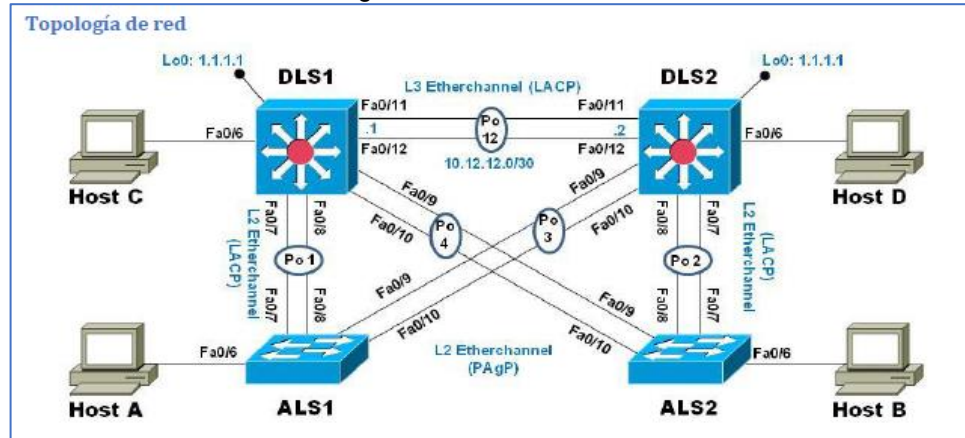 Topología de red
Lo0: 1.1.1.1
Lo0: 1.1.1.1
DLS1
DLS2
L3 Etherchannel (LACP)
Fa0/11
Fa0/11
Fa0/6
.1
Po
12
.2
Fa0/6
Fa0/12
Fa0/12
10.12.12.0/30
Host C
Host D
Fa0/9
Fa0/9
Fa0/10
Fa0/10
Fa0/7
Fa0/8
Fa0/7
Fa0/8
L2 Etherchannel
(LACP)
Po 1
Po
4
Po
3
Po 2
L2 Etherchannel
(LACP)
Fa0/7
Fa0/8
Fa0/9
Fa0/10
Fa0/9
Fa0/10
Fa0/8
Fa0/7
Fa0/6
L2 Etherchannel
(PAgP)
Fa0/6
Host A
ALS1
ALS2
Host B